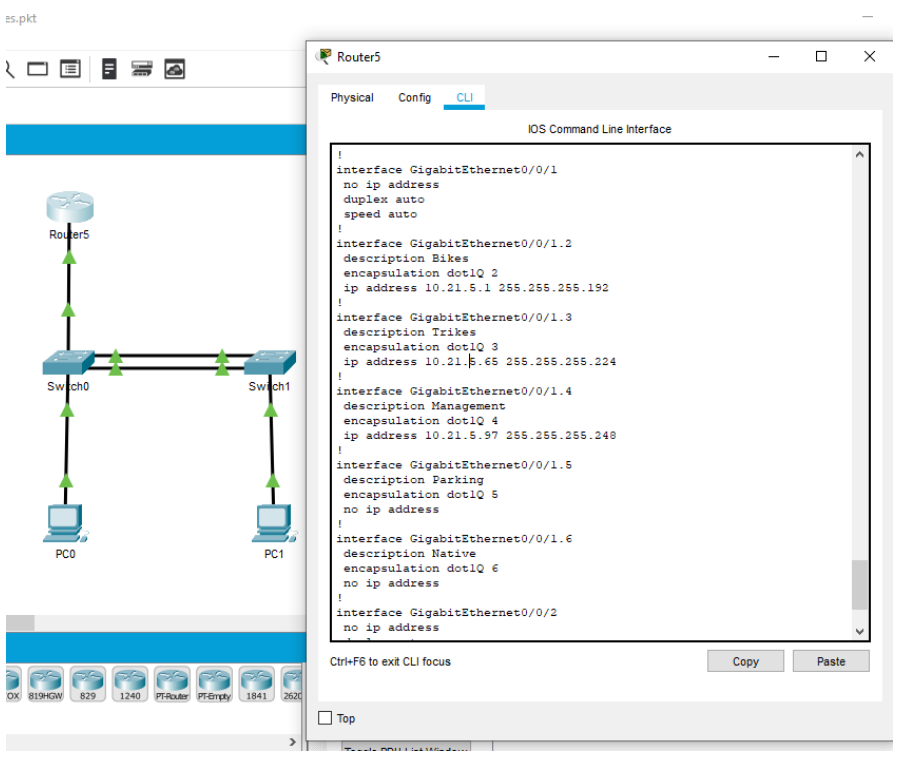 es.pkt
Router5
Physical Config CLI
IOS Command Line Interface
!
interface GigabitEthernet0/0/1
no ip address
duplex auto
speed auto
!
interface GigabitEthernet0/0/1.2
description Bikes
encapsulation dot1Q 2
ip address 10.21.5.1 255.255.255.192
!
interface GigabitEthernet0/0/1.3
description Trikes
encapsulation dot1Q 3
ip address 10.21.5.65 255.255.255.224
!
interface GigabitEthernet0/0/1.4
description Management
encapsulation dot1Q 4
ip address 10.21.5.97 255.255.255.248
!
interface GigabitEthernet0/0/1.5
description Parking
encapsulation dot1Q 5
no ip address
!
interface GigabitEthernet0/0/1.6
description Native
encapsulation dot1Q 6
no ip address
!
interface GigabitEthernet0/0/2
no ip address
Ctrl+F6 to exit CLI focus
Copy Paste
Top
Router5
Switch0 Switch1
PC0 PC1
OX 819HGW 829 1240 PT-Router PT-Empty 1841 262C
Toggle PDU List Window